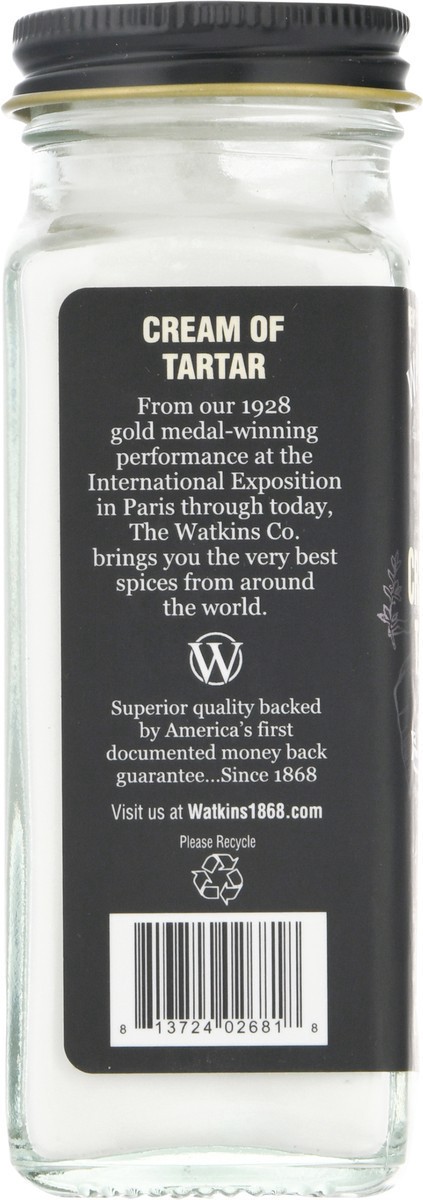 CREAM OF
TARTAR
From our 1928
gold medal-winning
performance at the
International Exposition
in Paris through today,
The Watkins Co.
brings you the very best
spices from around
the world.
W
Superior quality backed
by America's first
documented money back
guarantee...Since 1868
Visit us at Watkins1868.com
Please Recycle
8 13724 02681 8